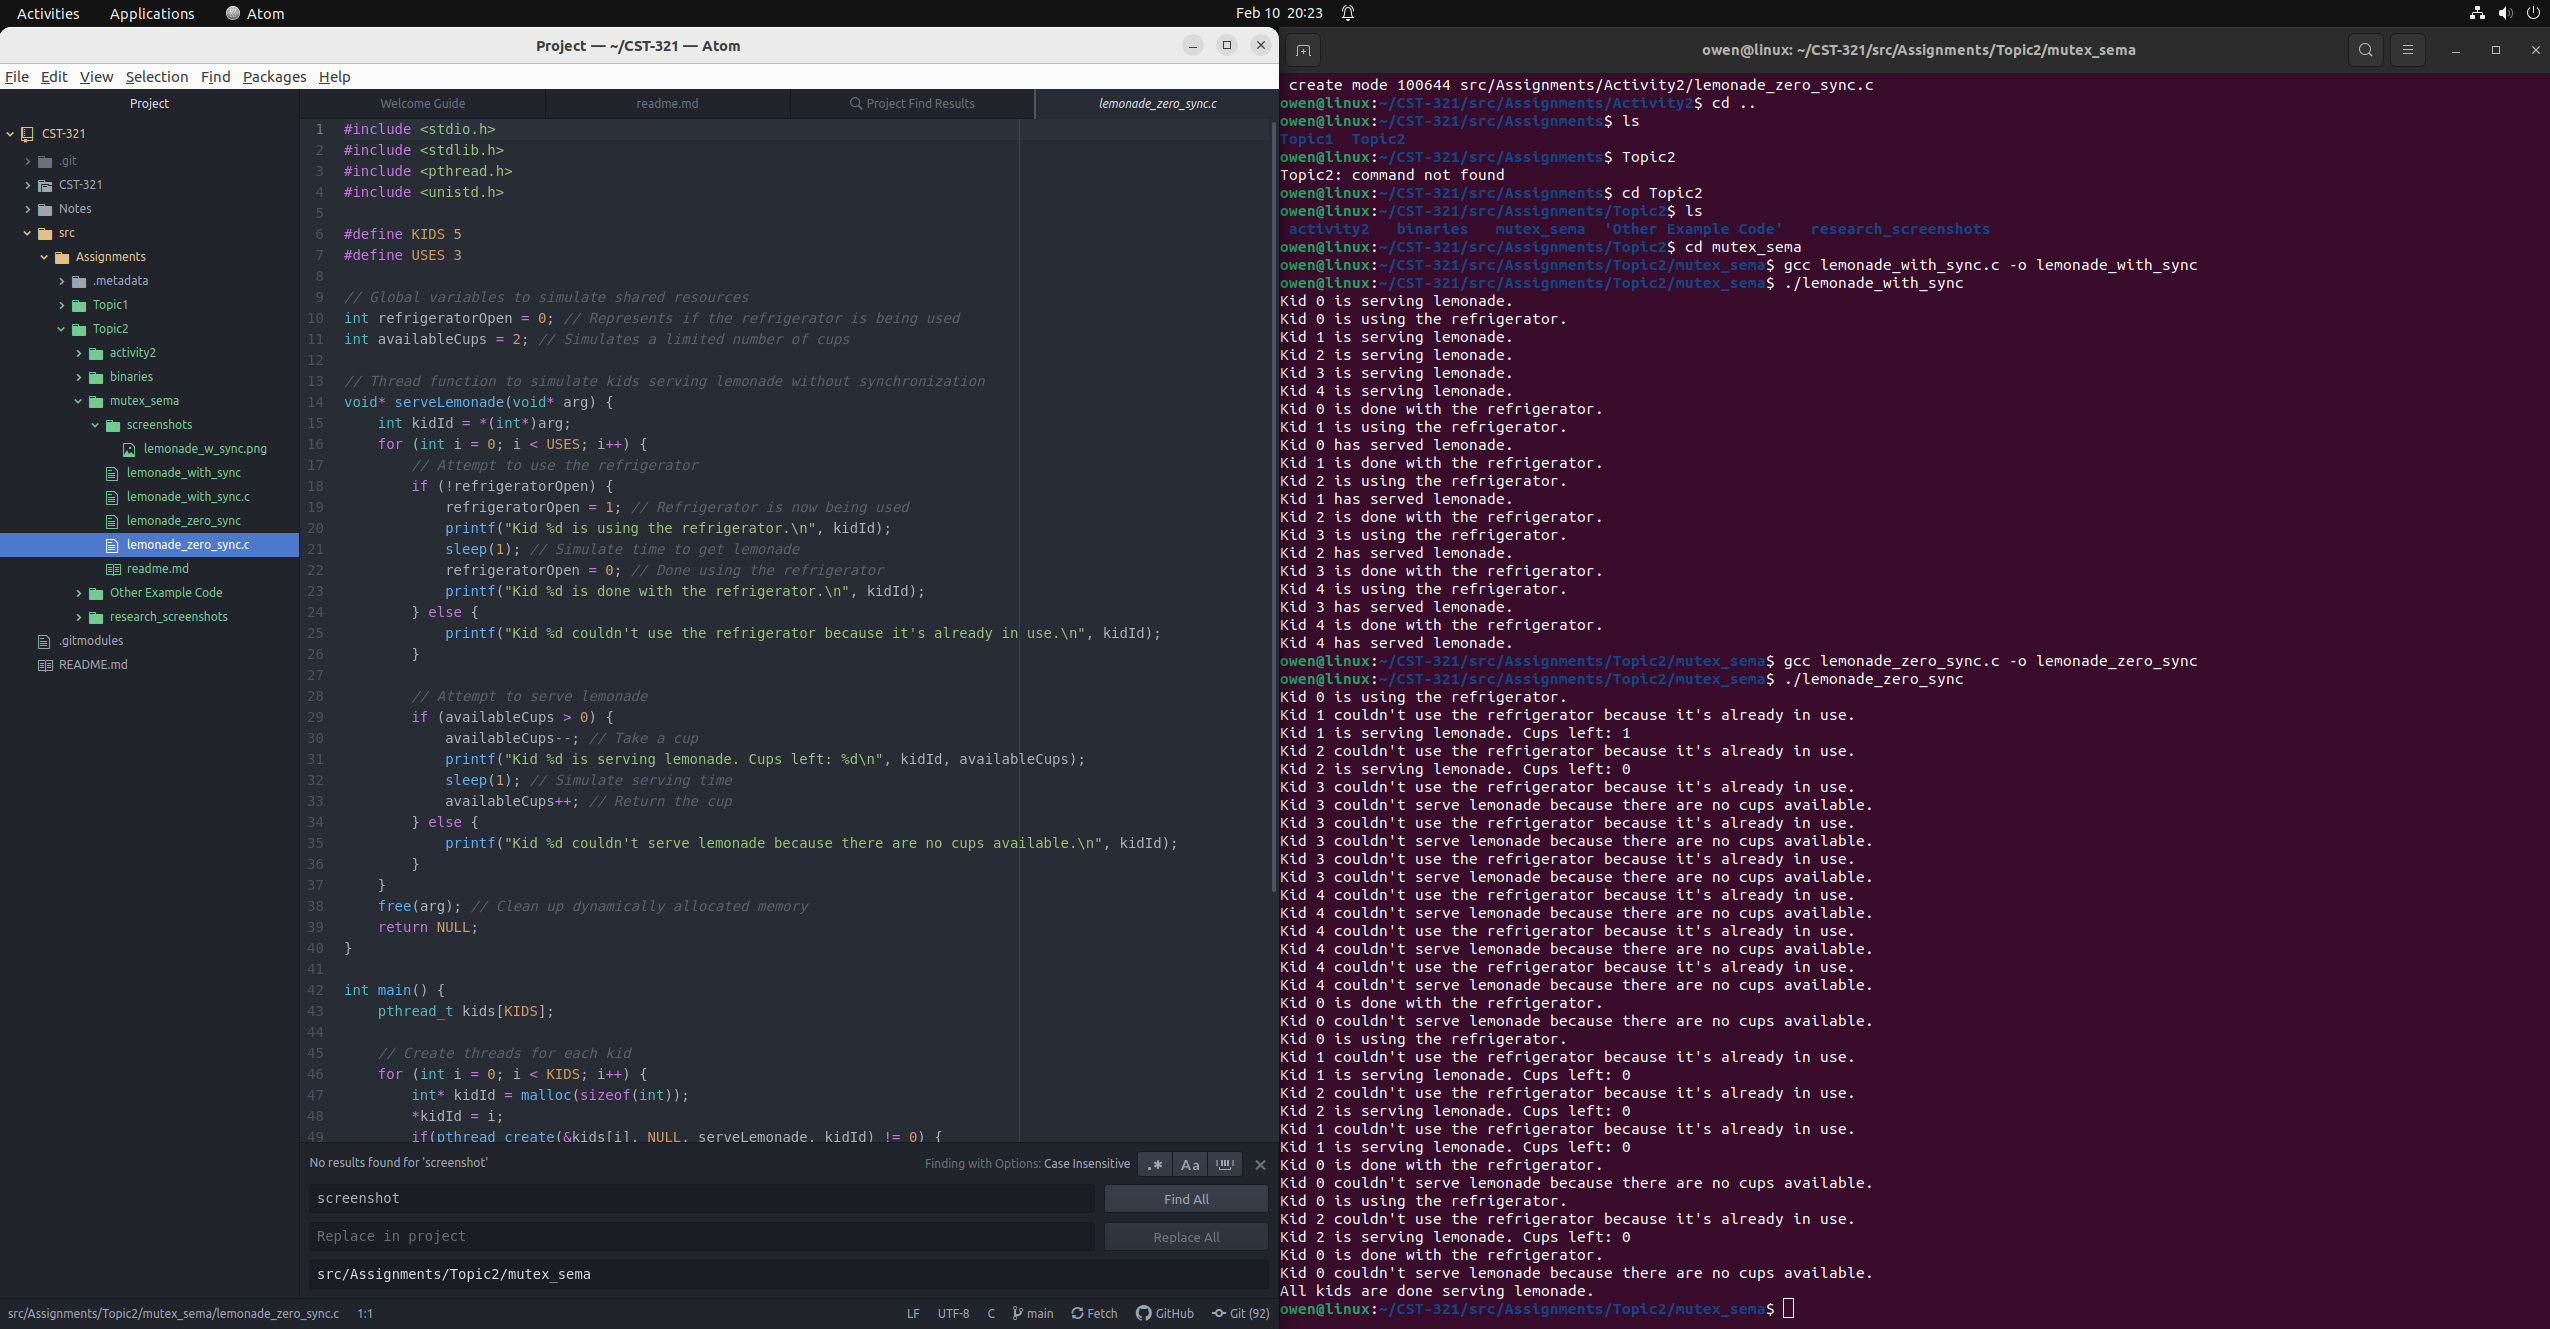 Activities Applications Atom Feb 10 20:23
Project — ~/CST-321 — Atom
File Edit View Selection Find Packages Help
Project
CST-321
.git
CST-321
Notes
src
Assignments
.metadata
Topic1
Topic2
activity2
binaries
mutex_sema
screenshots
lemonade_w_sync.png
lemonade_with_sync
lemonade_with_sync.c
lemonade_zero_sync
lemonade_zero_sync.c
readme.md
Other Example Code
research_screenshots
.gitmodules
README.md
Welcome Guide readme.md Project Find Results lemonade_zero_sync.c
1 #include <stdio.h>
2 #include <stdlib.h>
3 #include <pthread.h>
4 #include <unistd.h>
5
6 #define KIDS 5
7 #define USES 3
8
9 // Global variables to simulate shared resources
10 int refrigeratorOpen = 0; // Represents if the refrigerator is being used
11 int availableCups = 2; // Simulates a limited number of cups
12
13 // Thread function to simulate kids serving lemonade without synchronization
14 void* serveLemonade(void* arg) {
15     int kidId = *(int*)arg;
16     for (int i = 0; i < USES; i++) {
17         // Attempt to use the refrigerator
18         if (!refrigeratorOpen) {
19             refrigeratorOpen = 1; // Refrigerator is now being used
20             printf("Kid %d is using the refrigerator.\n", kidId);
21             sleep(1); // Simulate time to get lemonade
22             refrigeratorOpen = 0; // Done using the refrigerator
23             printf("Kid %d is done with the refrigerator.\n", kidId);
24         } else {
25             printf("Kid %d couldn't use the refrigerator because it's already in use.\n", kidId);
26         }
27
28         // Attempt to serve lemonade
29         if (availableCups > 0) {
30             availableCups--; // Take a cup
31             printf("Kid %d is serving lemonade. Cups left: %d\n", kidId, availableCups);
32             sleep(1); // Simulate serving time
33             availableCups++; // Return the cup
34         } else {
35             printf("Kid %d couldn't serve lemonade because there are no cups available.\n", kidId);
36         }
37     }
38     free(arg); // Clean up dynamically allocated memory
39     return NULL;
40 }
41
42 int main() {
43     pthread_t kids[KIDS];
44
45     // Create threads for each kid
46     for (int i = 0; i < KIDS; i++) {
47         int* kidId = malloc(sizeof(int));
48         *kidId = i;
49         if(pthread_create(&kids[i], NULL, serveLemonade, kidId) != 0) {
No results found for 'screenshot' Finding with Options: Case Insensitive .* Aa
screenshot Find All
Replace in project Replace All
src/Assignments/Topic2/mutex_sema
src/Assignments/Topic2/mutex_sema/lemonade_zero_sync.c 1:1 LF UTF-8 C main Fetch GitHub Git (92)
owen@linux: ~/CST-321/src/Assignments/Topic2/mutex_sema
create mode 100644 src/Assignments/Activity2/lemonade_zero_sync.c
owen@linux:~/CST-321/src/Assignments/Activity2$ cd ..
owen@linux:~/CST-321/src/Assignments$ ls
Topic1 Topic2
owen@linux:~/CST-321/src/Assignments$ Topic2
Topic2: command not found
owen@linux:~/CST-321/src/Assignments$ cd Topic2
owen@linux:~/CST-321/src/Assignments/Topic2$ ls
activity2 binaries mutex_sema 'Other Example Code' research_screenshots
owen@linux:~/CST-321/src/Assignments/Topic2$ cd mutex_sema
owen@linux:~/CST-321/src/Assignments/Topic2/mutex_sema$ gcc lemonade_with_sync.c -o lemonade_with_sync
owen@linux:~/CST-321/src/Assignments/Topic2/mutex_sema$ ./lemonade_with_sync
Kid 0 is serving lemonade.
Kid 0 is using the refrigerator.
Kid 1 is serving lemonade.
Kid 2 is serving lemonade.
Kid 3 is serving lemonade.
Kid 4 is serving lemonade.
Kid 0 is done with the refrigerator.
Kid 1 is using the refrigerator.
Kid 0 has served lemonade.
Kid 1 is done with the refrigerator.
Kid 2 is using the refrigerator.
Kid 1 has served lemonade.
Kid 2 is done with the refrigerator.
Kid 3 is using the refrigerator.
Kid 2 has served lemonade.
Kid 3 is done with the refrigerator.
Kid 4 is using the refrigerator.
Kid 3 has served lemonade.
Kid 4 is done with the refrigerator.
Kid 4 has served lemonade.
owen@linux:~/CST-321/src/Assignments/Topic2/mutex_sema$ gcc lemonade_zero_sync.c -o lemonade_zero_sync
owen@linux:~/CST-321/src/Assignments/Topic2/mutex_sema$ ./lemonade_zero_sync
Kid 0 is using the refrigerator.
Kid 1 couldn't use the refrigerator because it's already in use.
Kid 1 is serving lemonade. Cups left: 1
Kid 2 couldn't use the refrigerator because it's already in use.
Kid 2 is serving lemonade. Cups left: 0
Kid 3 couldn't use the refrigerator because it's already in use.
Kid 3 couldn't serve lemonade because there are no cups available.
Kid 3 couldn't use the refrigerator because it's already in use.
Kid 3 couldn't serve lemonade because there are no cups available.
Kid 3 couldn't use the refrigerator because it's already in use.
Kid 3 couldn't serve lemonade because there are no cups available.
Kid 4 couldn't use the refrigerator because it's already in use.
Kid 4 couldn't serve lemonade because there are no cups available.
Kid 4 couldn't use the refrigerator because it's already in use.
Kid 4 couldn't serve lemonade because there are no cups available.
Kid 4 couldn't use the refrigerator because it's already in use.
Kid 4 couldn't serve lemonade because there are no cups available.
Kid 0 is done with the refrigerator.
Kid 0 couldn't serve lemonade because there are no cups available.
Kid 0 is using the refrigerator.
Kid 1 couldn't use the refrigerator because it's already in use.
Kid 1 is serving lemonade. Cups left: 0
Kid 2 couldn't use the refrigerator because it's already in use.
Kid 2 is serving lemonade. Cups left: 0
Kid 1 couldn't use the refrigerator because it's already in use.
Kid 1 is serving lemonade. Cups left: 0
Kid 0 is done with the refrigerator.
Kid 0 couldn't serve lemonade because there are no cups available.
Kid 0 is using the refrigerator.
Kid 2 couldn't use the refrigerator because it's already in use.
Kid 2 is serving lemonade. Cups left: 0
Kid 0 is done with the refrigerator.
Kid 0 couldn't serve lemonade because there are no cups available.
All kids are done serving lemonade.
owen@linux:~/CST-321/src/Assignments/Topic2/mutex_sema$